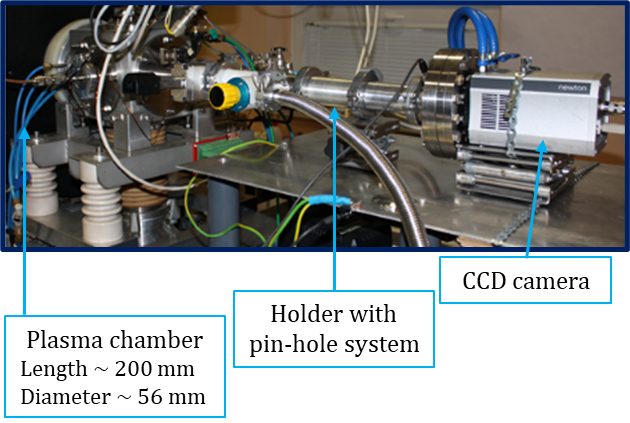 newton
CCD camera
Holder with
pin-hole system
Plasma chamber
Length ~ 200 mm
Diameter ~ 56 mm